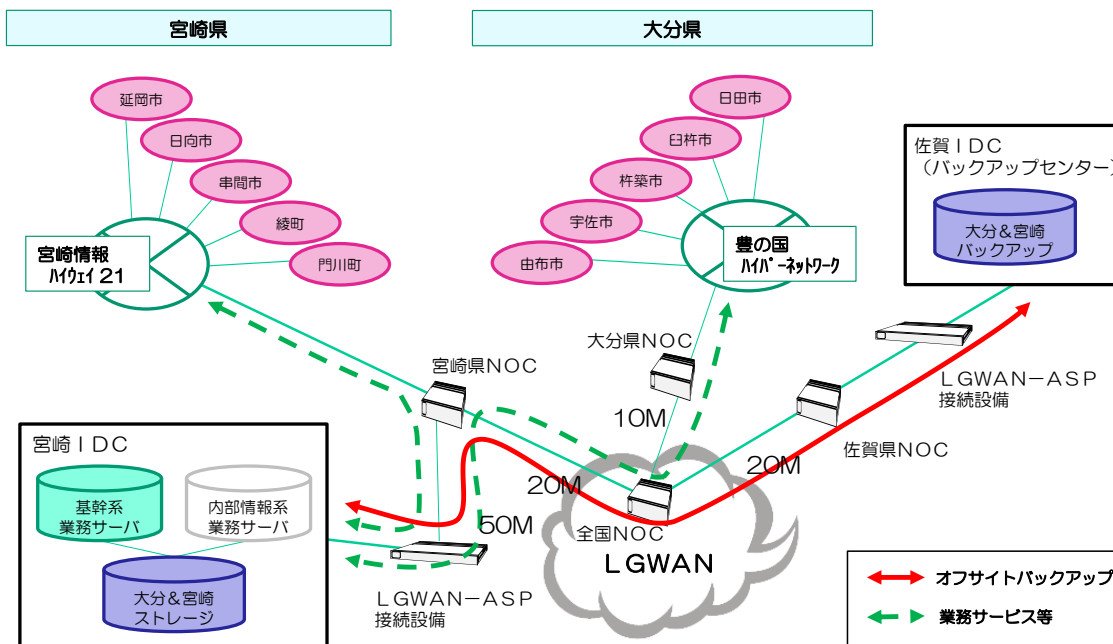 宮崎県
大分県
延岡市
日向市
串間市
綾町
門川町
宮崎情報
ﾊｲｳｪｲ 21
日田市
臼杵市
杵築市
宇佐市
由布市
豊の国
ﾊｲﾊﾟｰﾈｯﾄﾜｰｸ
佐賀IDC
(バックアップセンター)
大分&宮崎
バックアップ
宮崎県NOC
大分県NOC
10M
LGWAN-ASP
接続設備
佐賀県NOC
20M
20M
50M
全国NOC
LGWAN
宮崎IDC
基幹系
業務サーバ
内部情報系
業務サーバ
大分&宮崎
ストレージ
LGWAN-ASP
接続設備
オフサイトバックアップ
業務サービス等